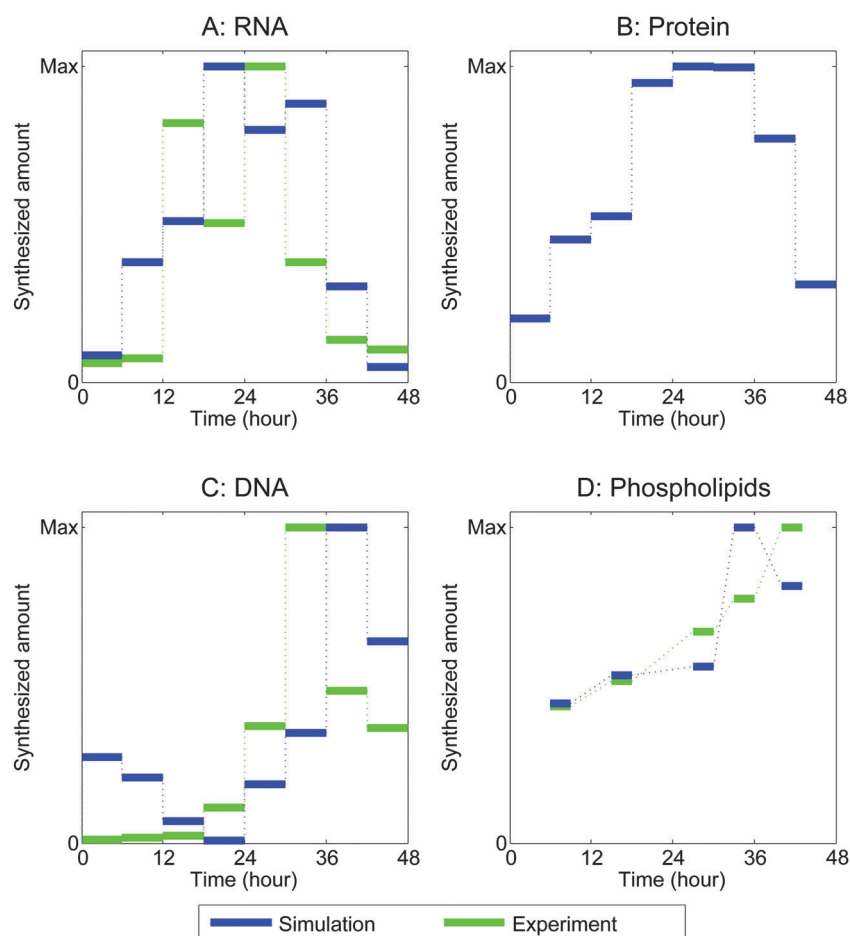 A: RNA
B: Protein
Max
Synthesized amount
0
0 12 24 36 48
Time (hour)
Max
Synthesized amount
0
0 12 24 36 48
Time (hour)
C: DNA
D: Phospholipids
Max
Synthesized amount
0
0 12 24 36 48
Time (hour)
Max
Synthesized amount
0
0 12 24 36 48
Time (hour)
Simulation
Experiment